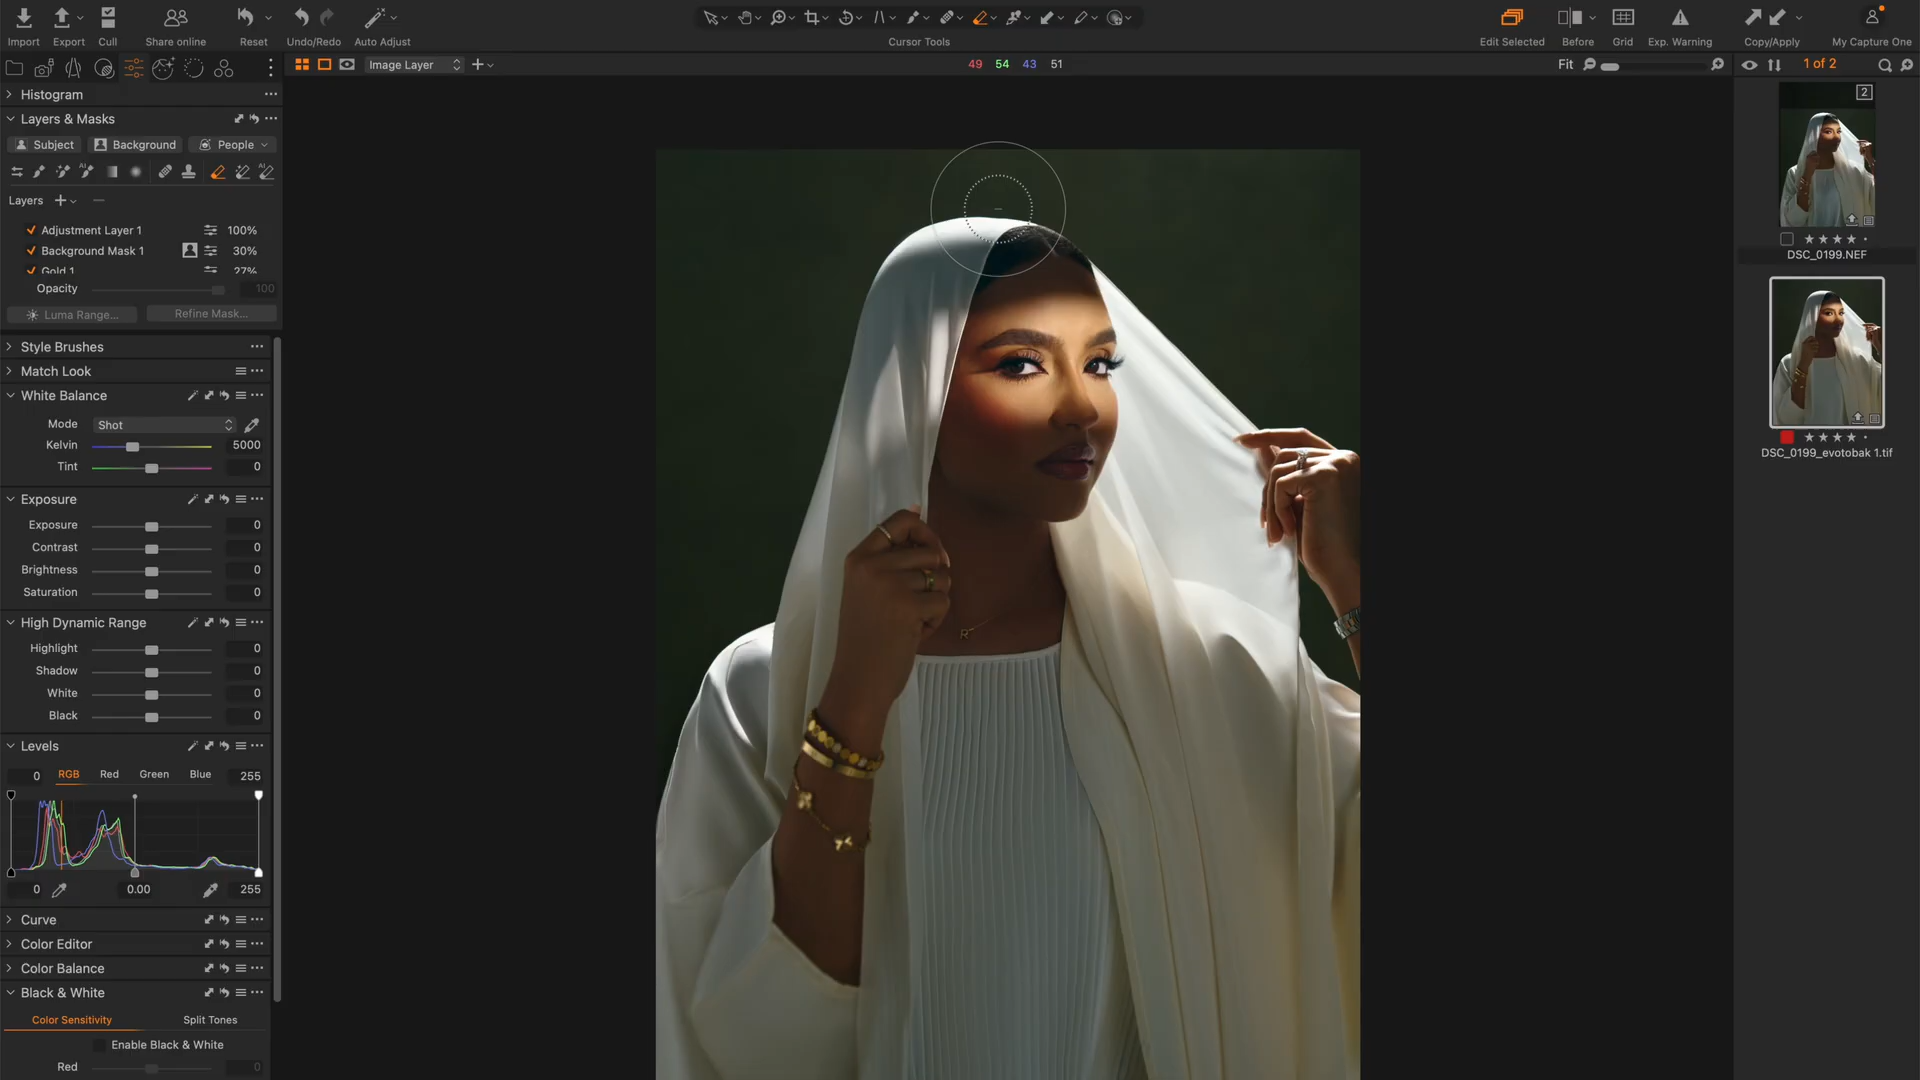 Import Export Cull Share online Reset Undo/Redo Auto Adjust Cursor Tools Edit Selected Before Grid Exp. Warning Copy/Apply My Capture One
Image Layer 49 54 43 51 Fit 1 of 2
Histogram
Layers & Masks
Subject Background People
AI AI
Layers
Adjustment Layer 1 100%
Background Mask 1 30%
Gold 1 27%
Opacity 100
Luma Range... Refine Mask...
Style Brushes
Match Look
White Balance
Mode Shot
Kelvin 5000
Tint 0
Exposure
Exposure 0
Contrast 0
Brightness 0
Saturation 0
High Dynamic Range
Highlight 0
Shadow 0
White 0
Black 0
Levels
0 RGB Red Green Blue 255
0 0.00 255
Curve
Color Editor
Color Balance
Black & White
Color Sensitivity Split Tones
Enable Black & White
Red 0
R
2
DSC_0199.NEF
DSC_0199_evotobak 1.tif